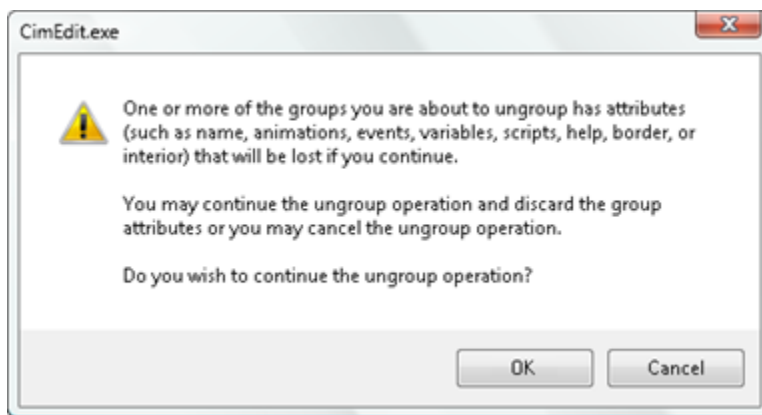 CimEdit.exe
One or more of the groups you are about to ungroup has attributes
(such as name, animations, events, variables, scripts, help, border, or
interior) that will be lost if you continue.
You may continue the ungroup operation and discard the group
attributes or you may cancel the ungroup operation.
Do you wish to continue the ungroup operation?
OK
Cancel